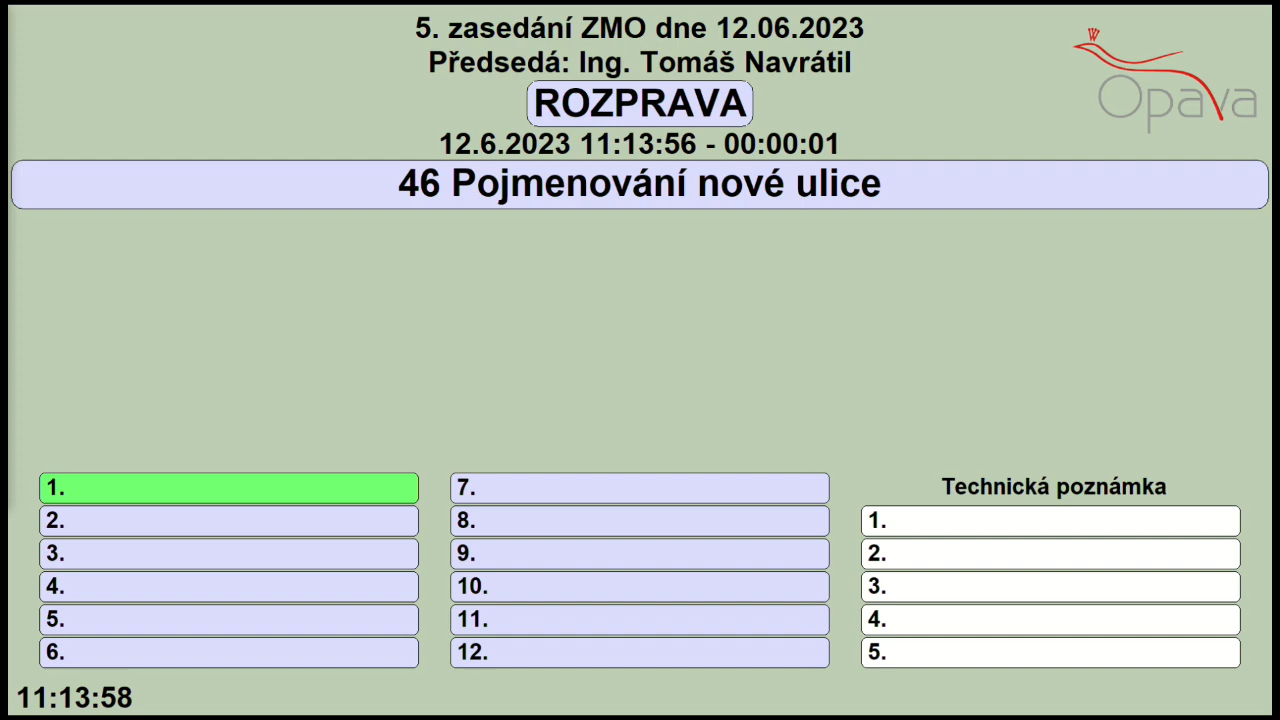 5. zasedání ZMO dne 12.06.2023
Předsedá: Ing. Tomáš Navrátil
Opava
ROZPRAVA
12.6.2023 11:13:56 - 00:00:01
46 Pojmenování nové ulice
1.
2.
3.
4.
5.
6.
7.
8.
9.
10.
11.
12.
Technická poznámka
1.
2.
3.
4.
5.
11:13:58